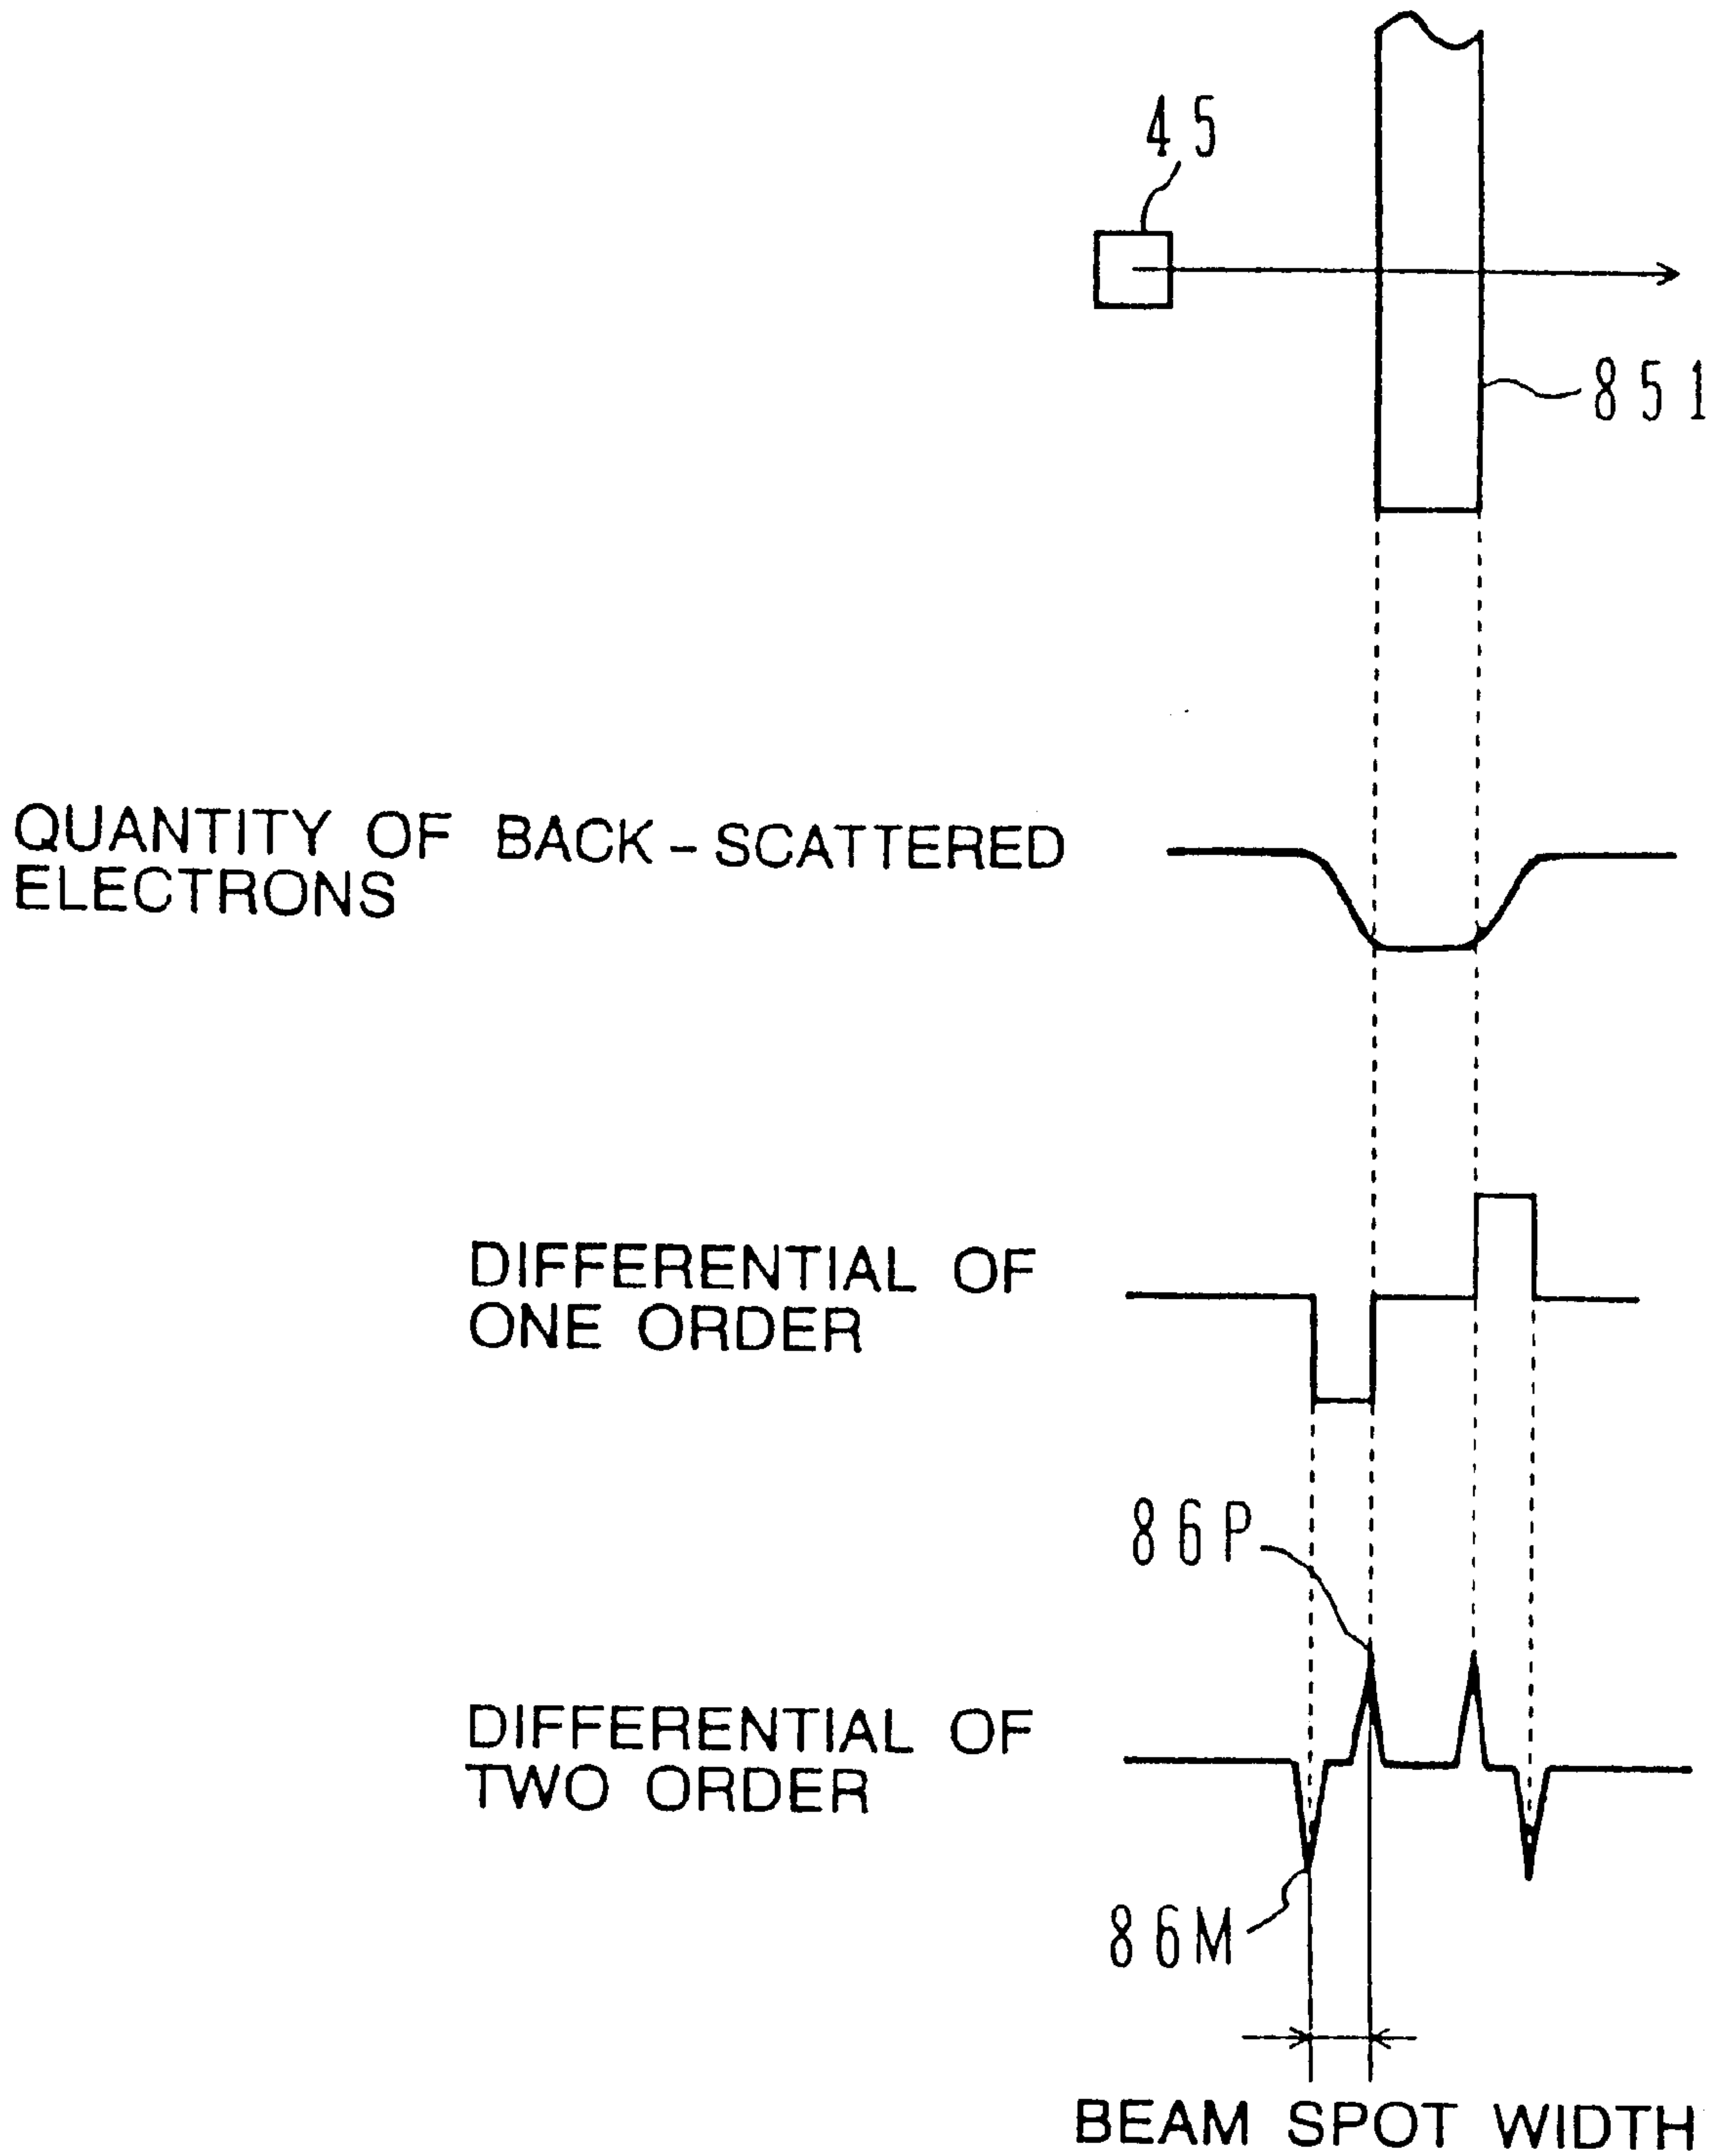 45
851
QUANTITY OF BACK-SCATTERED
ELECTRONS
DIFFERENTIAL OF
ONE ORDER
86P
DIFFERENTIAL OF
TWO ORDER
86M
BEAM SPOT WIDTH